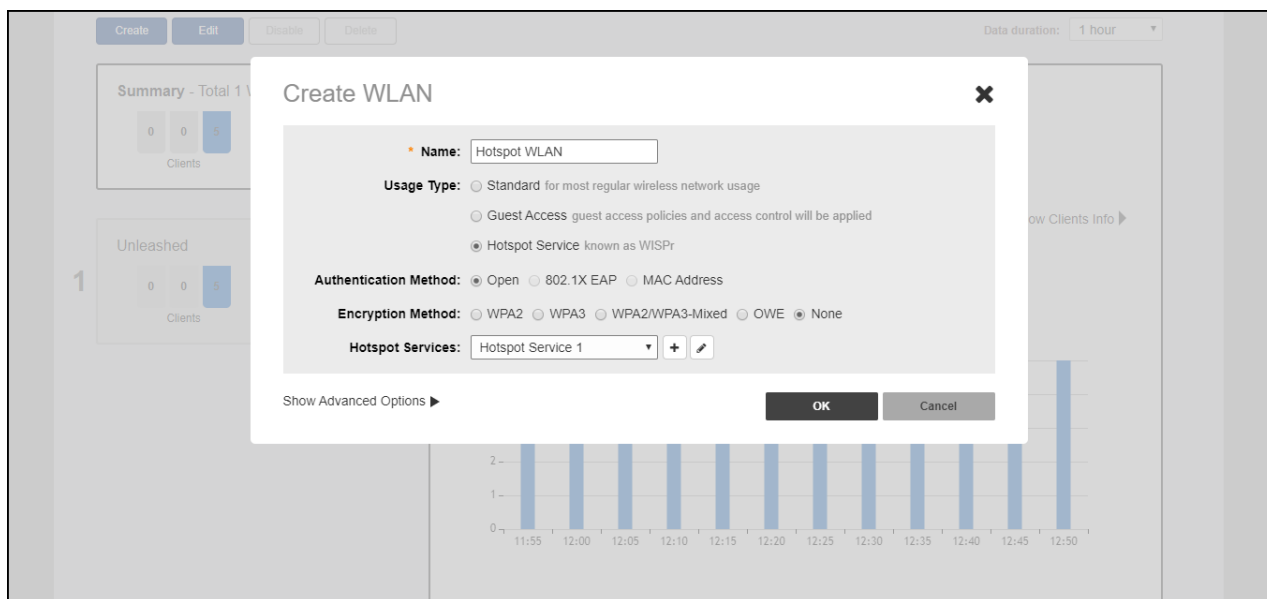 Create Edit Disable Delete Data duration: 1 hour
Summary - Total 1
0 0 5
Clients
Create WLAN
* Name: Hotspot WLAN
Usage Type: Standard for most regular wireless network usage
Guest Access guest access policies and access control will be applied
Hotspot Service known as WISPr
Authentication Method: Open 802.1X EAP MAC Address
Encryption Method: WPA2 WPA3 WPA2/WPA3-Mixed OWE None
Hotspot Services: Hotspot Service 1
Show Advanced Options
OK Cancel
ow Clients Info
Unleashed
1
0 0 5
Clients
2
1
0
11:55 12:00 12:05 12:10 12:15 12:20 12:25 12:30 12:35 12:40 12:45 12:50